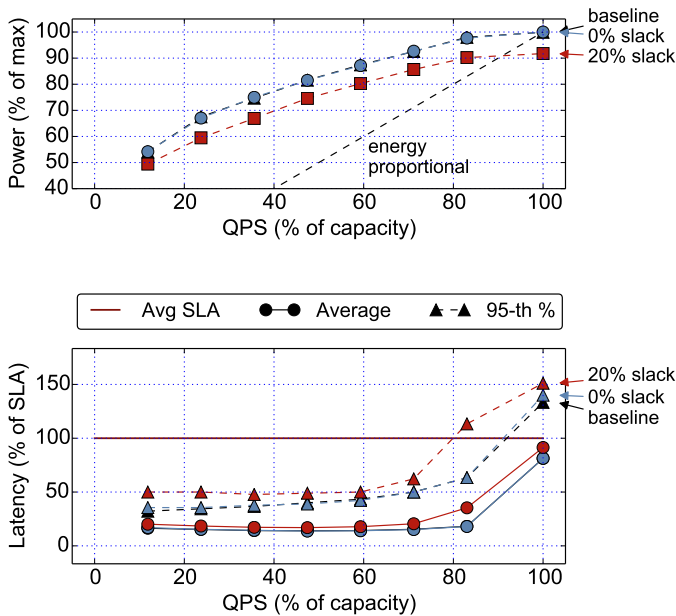 baseline
0% slack
20% slack
Power (% of max)
100
90
80
70
60
50
40
energy
proportional
0 20 40 60 80 100
QPS (% of capacity)
Avg SLA Average 95-th %
Latency (% of SLA)
150
100
50
0
20% slack
0% slack
baseline
0 20 40 60 80 100
QPS (% of capacity)